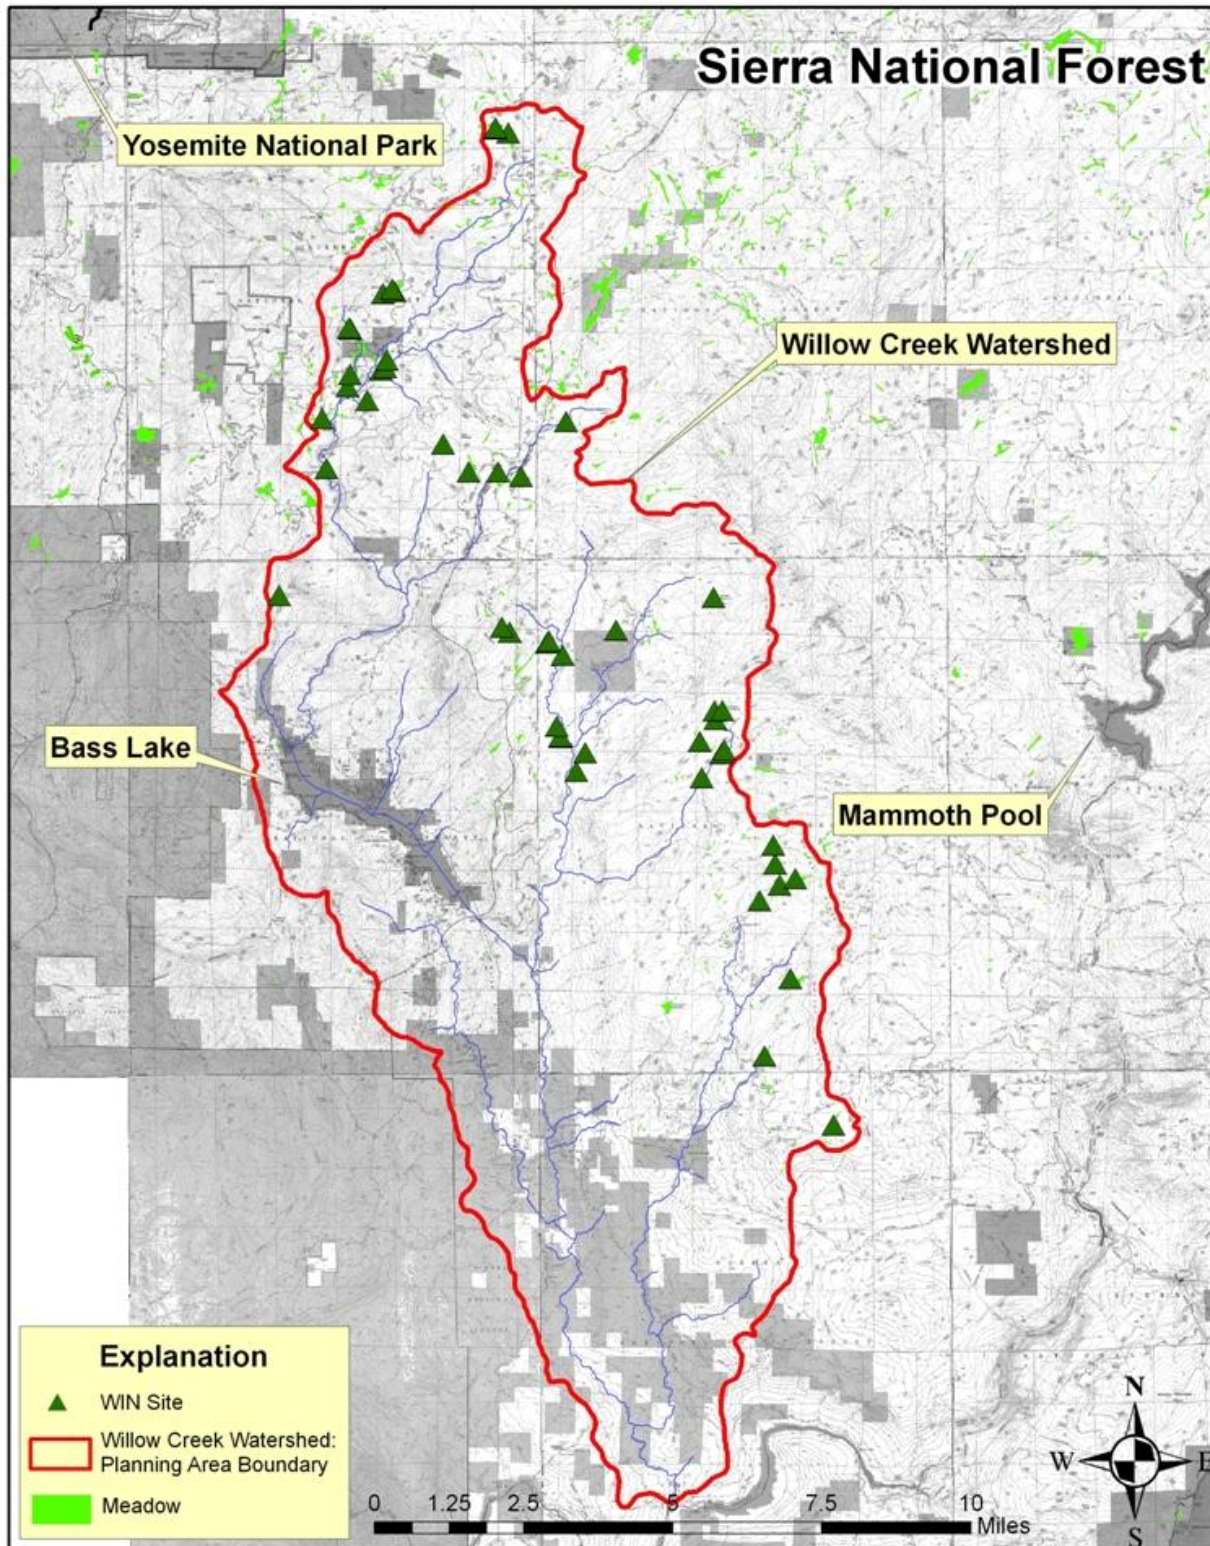 Sierra National Forest
Yosemite National Park
Willow Creek Watershed
Bass Lake
Mammoth Pool
Explanation
WIN Site
Willow Creek Watershed:
Planning Area Boundary
Meadow
0 1.25 2.5 5 7.5 10
Miles
N
W E
S